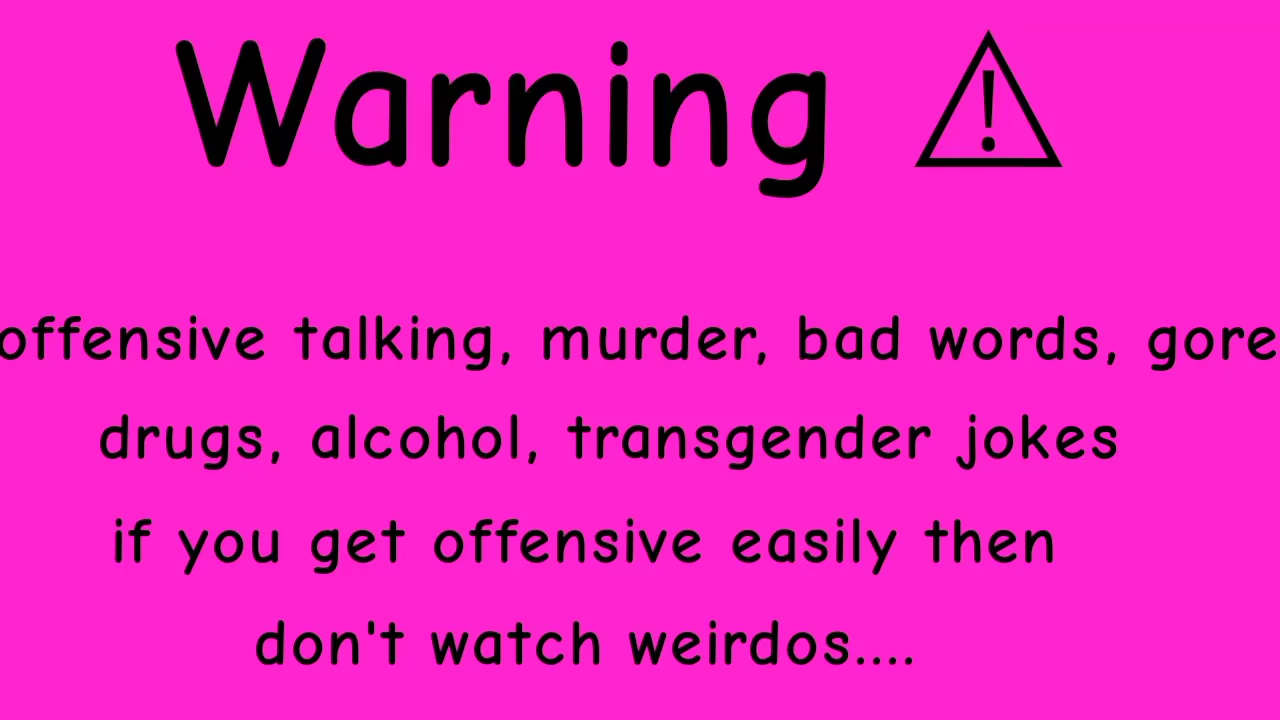 Warning ⚠
offensive talking, murder, bad words, gore
drugs, alcohol, transgender jokes
if you get offensive easily then
don't watch weirdos....